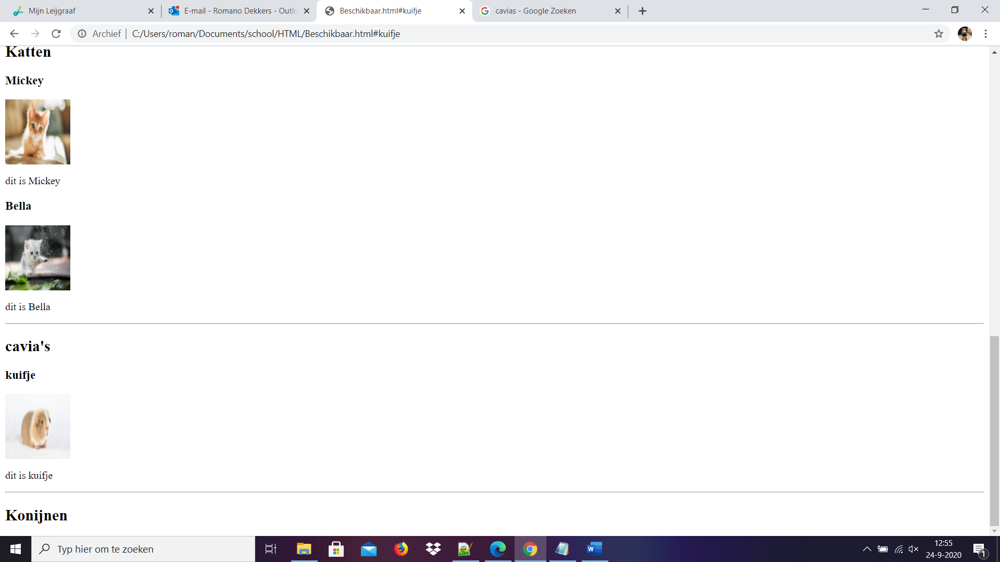 Mijn Leijgraaf
E-mail - Romano Dekkers - Outlo
Beschikbaar.html#kuifje
cavias - Google Zoeken
Archief | C:/Users/roman/Documents/school/HTML/Beschikbaar.html#kuifje
Katten
Mickey
dit is Mickey
Bella
dit is Bella
cavia's
kuifje
dit is kuifje
Konijnen
Typ hier om te zoeken
12:55
24-9-2020
1